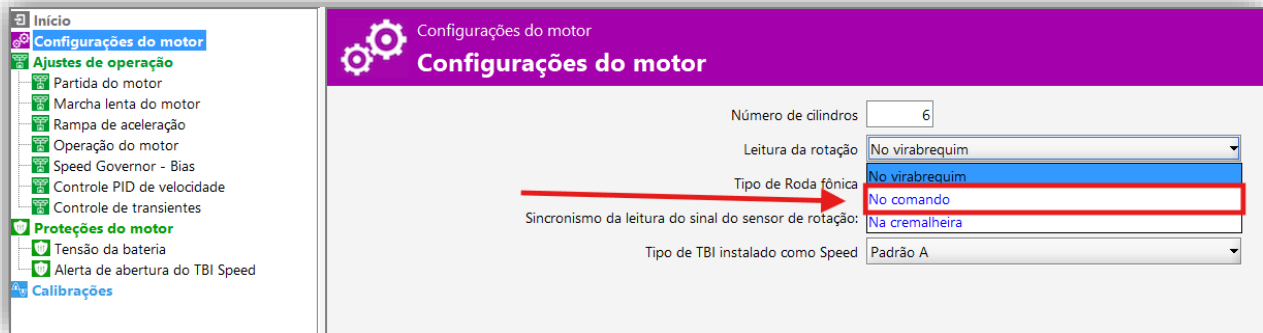 Início
Configurações do motor
Ajustes de operação
Partida do motor
Marcha lenta do motor
Rampa de aceleração
Operação do motor
Speed Governor - Bias
Controle PID de velocidade
Controle de transientes
Proteções do motor
Tensão da bateria
Alerta de abertura do TBI Speed
Calibrações
Configurações do motor
Configurações do motor
Número de cilindros 6
Leitura da rotação No virabrequim
No virabrequim
Tipo de Roda fônica
No comando
Sincronismo da leitura do sinal do sensor de rotação:
Na cremalheira
Tipo de TBI instalado como Speed Padrão A